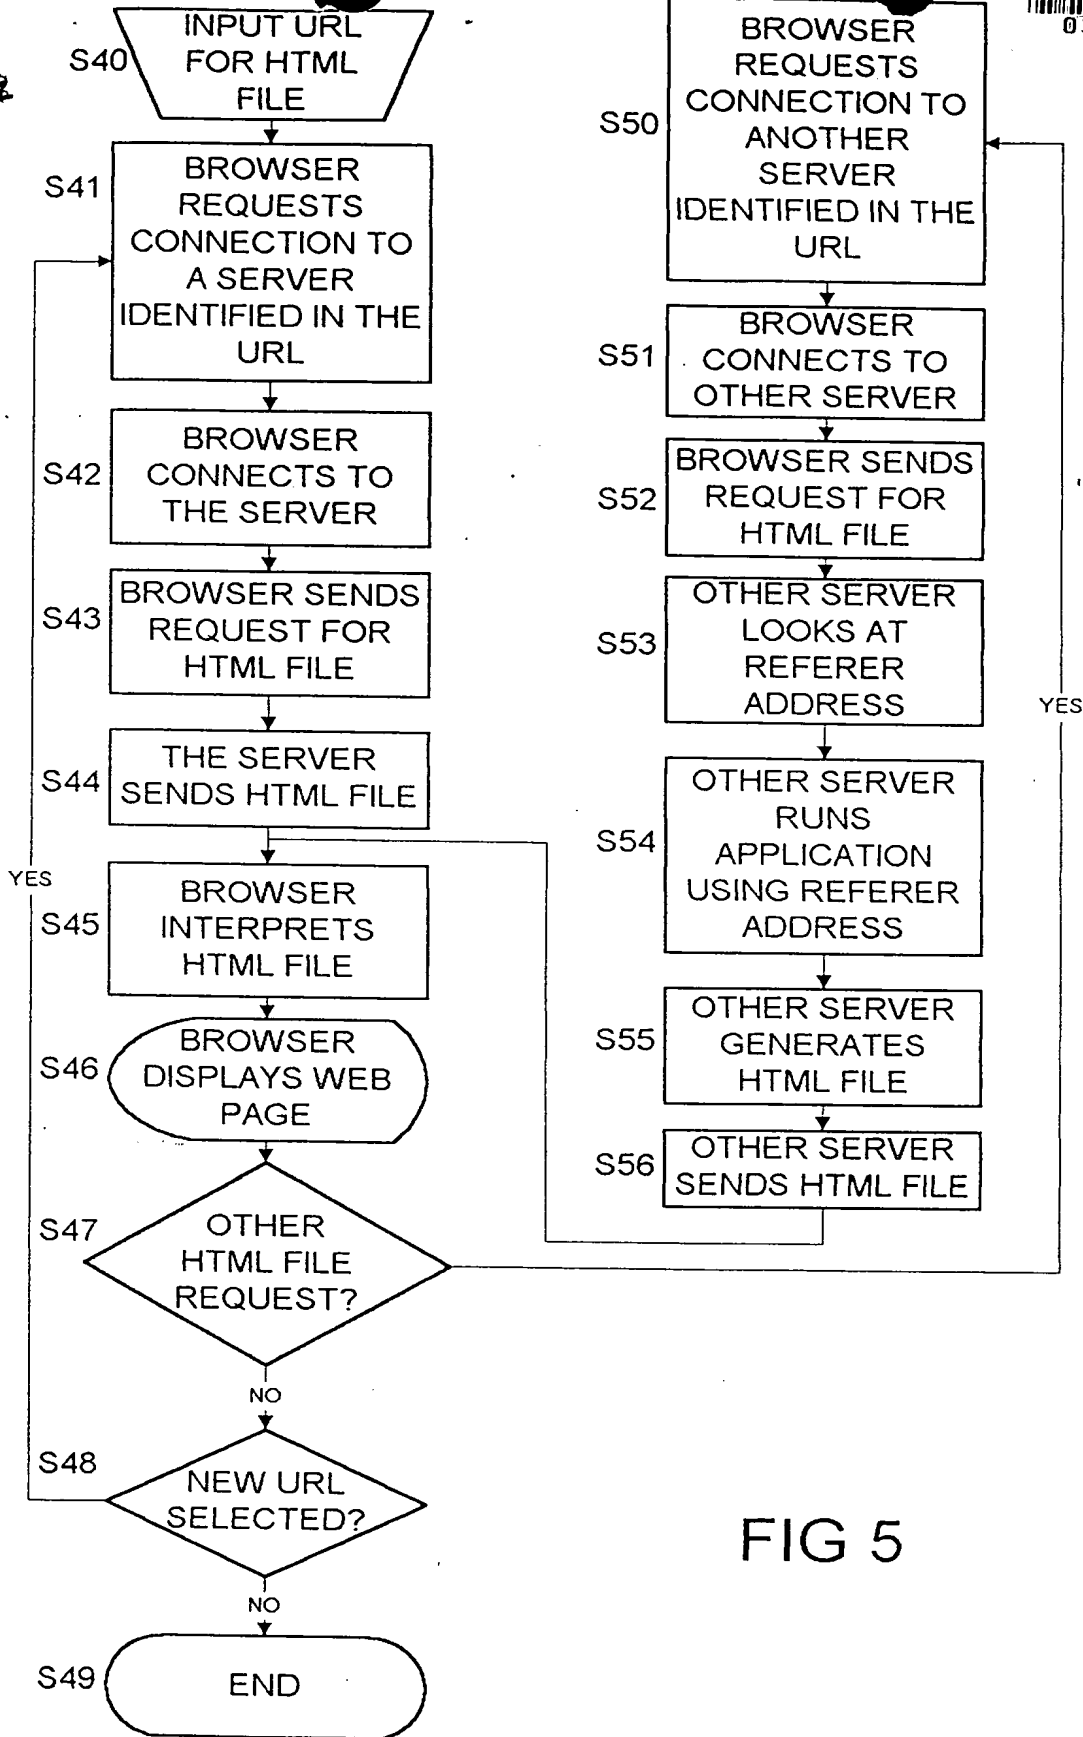 S40
INPUT URL
FOR HTML
FILE
S41
BROWSER
REQUESTS
CONNECTION TO
A SERVER
IDENTIFIED IN THE
URL
S42
BROWSER
CONNECTS TO
THE SERVER
S43
BROWSER SENDS
REQUEST FOR
HTML FILE
S44
THE SERVER
SENDS HTML FILE
YES
S45
BROWSER
INTERPRETS
HTML FILE
S46
BROWSER
DISPLAYS WEB
PAGE
S47
OTHER
HTML FILE
REQUEST?
NO
S48
NEW URL
SELECTED?
NO
S49
END
S50
BROWSER
REQUESTS
CONNECTION TO
ANOTHER
SERVER
IDENTIFIED IN THE
URL
S51
BROWSER
CONNECTS TO
OTHER SERVER
S52
BROWSER SENDS
REQUEST FOR
HTML FILE
S53
OTHER SERVER
LOOKS AT
REFERER
ADDRESS
YES
S54
OTHER SERVER
RUNS
APPLICATION
USING REFERER
ADDRESS
S55
OTHER SERVER
GENERATES
HTML FILE
S56
OTHER SERVER
SENDS HTML FILE
FIG 5